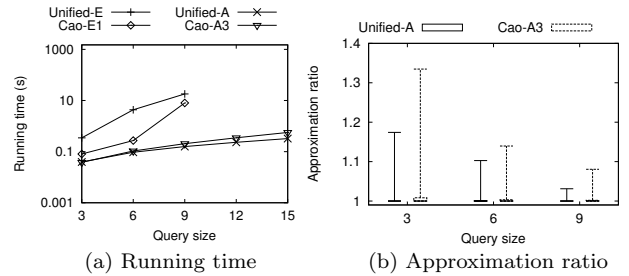 Unified-E Unified-A
Cao-E1 Cao-A3
Running time (s)
1000
10
0.1
0.001
3 6 9 12 15
Query size
(a) Running time
Unified-A Cao-A3
Approximation ratio
1.4
1.3
1.2
1.1
1
3 6 9
Query size
(b) Approximation ratio